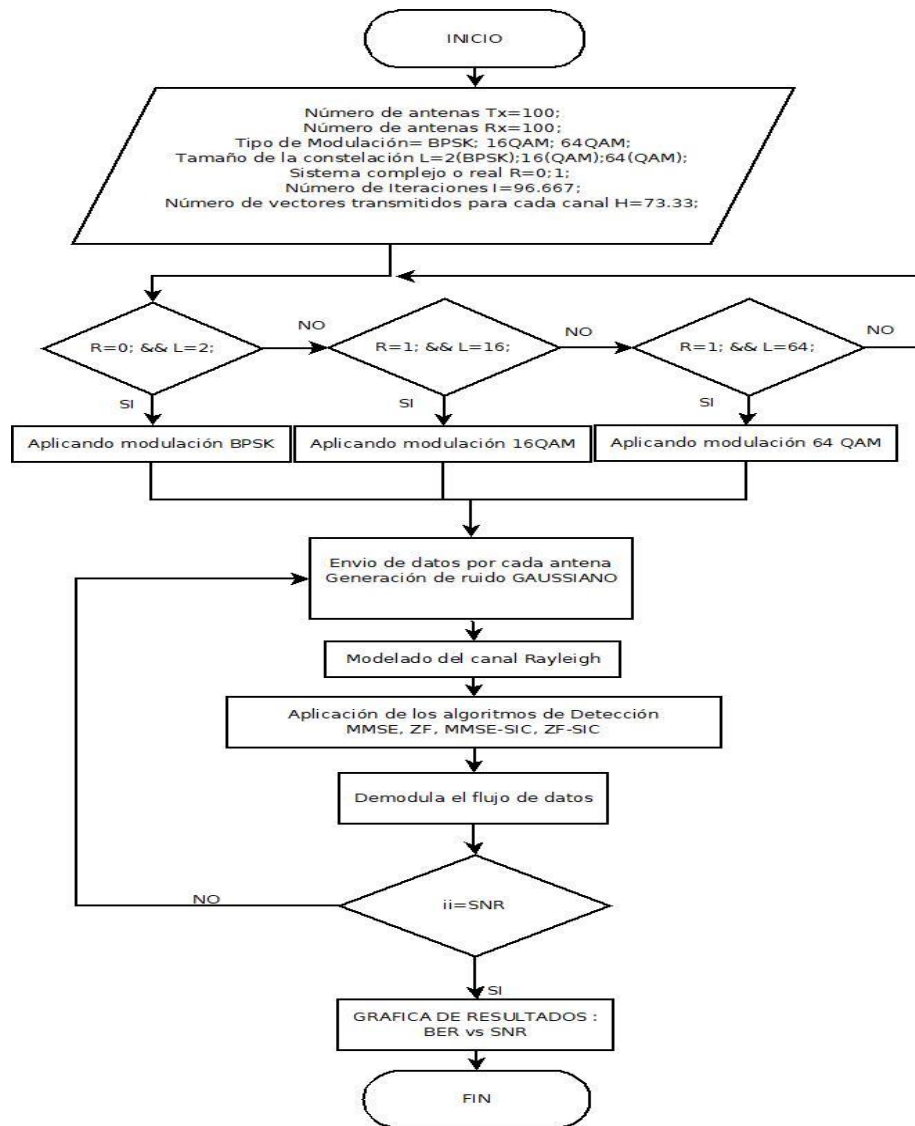 INICIO
Número de antenas Tx=100;
Número de antenas Rx=100;
Tipo de Modulación= BPSK; 16QAM; 64QAM;
Tamaño de la constelación L=2(BPSK);16(QAM);64(QAM);
Sistema complejo o real R=0;1;
Número de Iteraciones I=96.667;
Número de vectores transmitidos para cada canal H=73.33;
R=0; && L=2;
NO
R=1; && L=16;
NO
R=1; && L=64;
NO
SI
SI
SI
Aplicando modulación BPSK
Aplicando modulación 16QAM
Aplicando modulación 64 QAM
Envio de datos por cada antena
Generación de ruido GAUSSIANO
Modelado del canal Rayleigh
Aplicación de los algoritmos de Detección
MMSE, ZF, MMSE-SIC, ZF-SIC
Demodula el flujo de datos
ii=SNR
NO
SI
GRAFICA DE RESULTADOS :
BER vs SNR
FIN